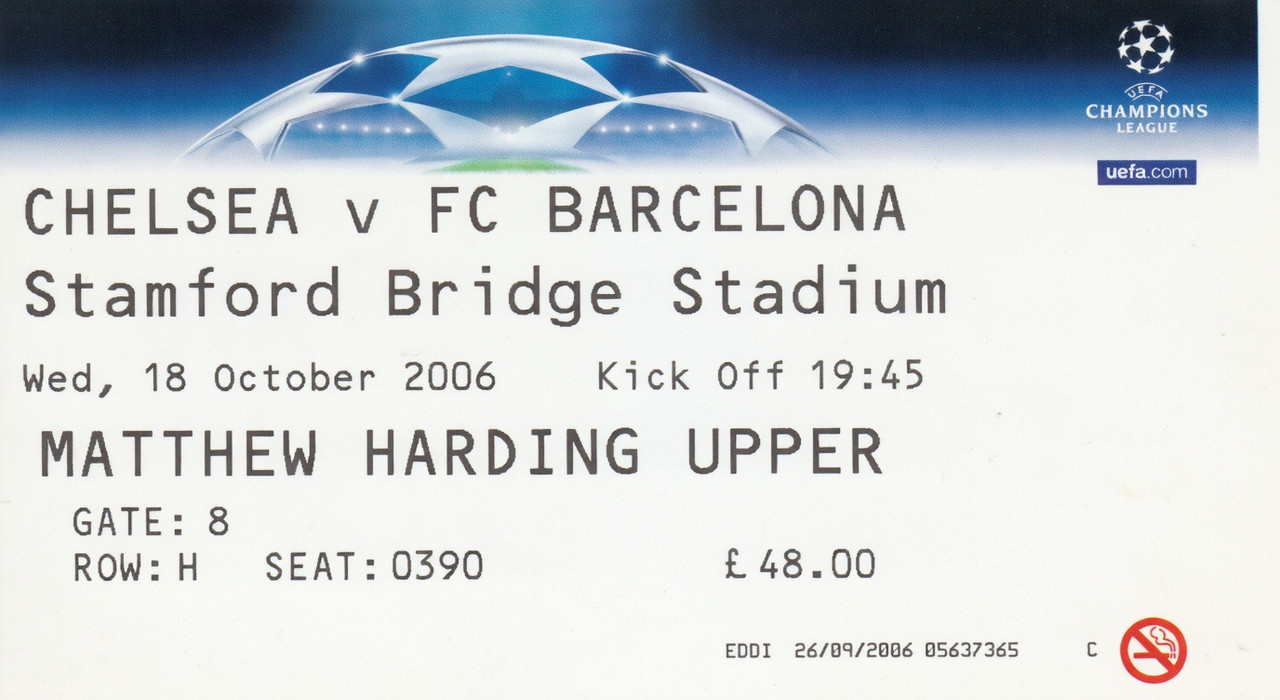 UEFA
CHAMPIONS
LEAGUE
uefa.com
CHELSEA v FC BARCELONA
Stamford Bridge Stadium
Wed, 18 October 2006 Kick Off 19:45
MATTHEW HARDING UPPER
GATE: 8
ROW: H SEAT: 0390 £ 48.00
EDDI 26/09/2006 05637365 C